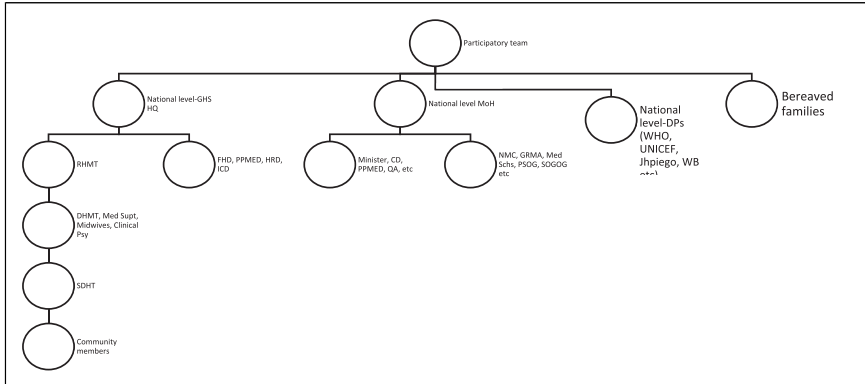 Participatory team
National level-GHS
HQ
National level MoH
National
level-DPs
(WHO,
UNICEF,
Jhpiego, WB
etc)
Bereaved
families
RHMT
FHD, PPMED, HRD,
ICD
Minister, CD,
PPMED, QA, etc
NMC, GRMA, Med
Schs, PSOG, SOGOG
etc
DHMT, Med Supt,
Midwives, Clinical
Psy
SDHT
Community
members